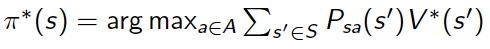 π*(s) = arg max_{a∈A} ∑_{s'∈S} P_{sa}(s')V*(s')